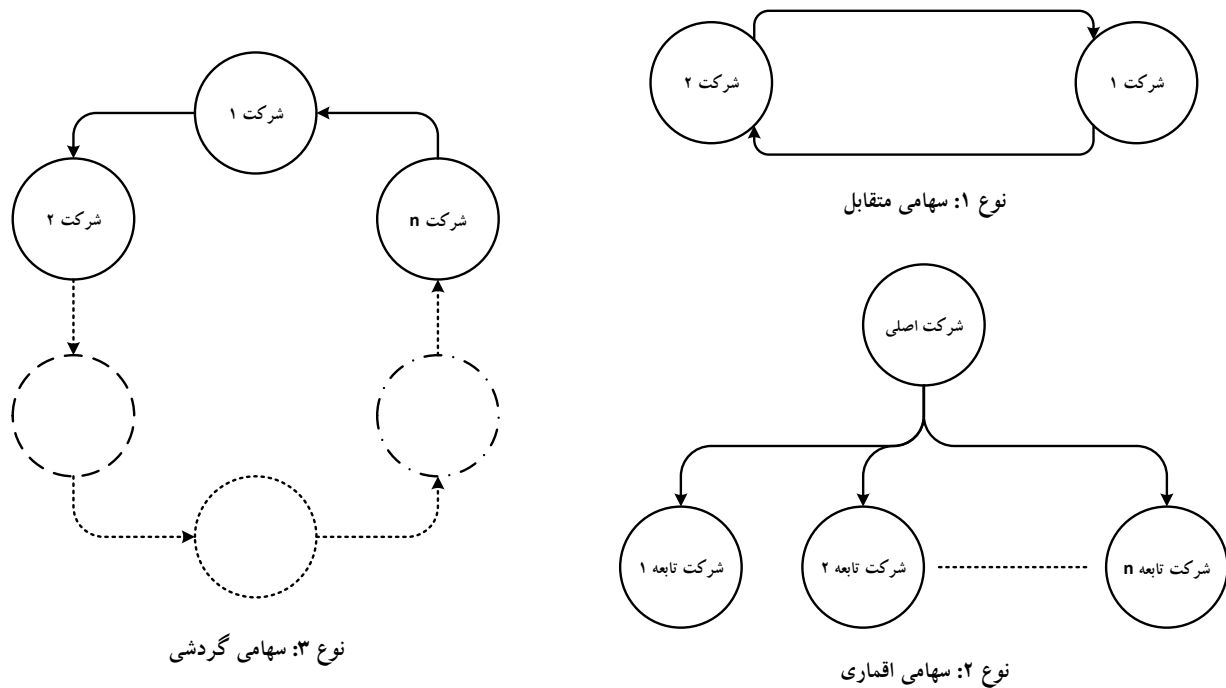 شرکت ۲
شرکت ۱
نوع ۱: سهامی متقابل
شرکت اصلی
شرکت تابعه ۱
شرکت تابعه ۲
شرکت تابعه n
نوع ۲: سهامی اقماری
شرکت ۱
شرکت ۲
شرکت n
نوع ۳: سهامی گردشی